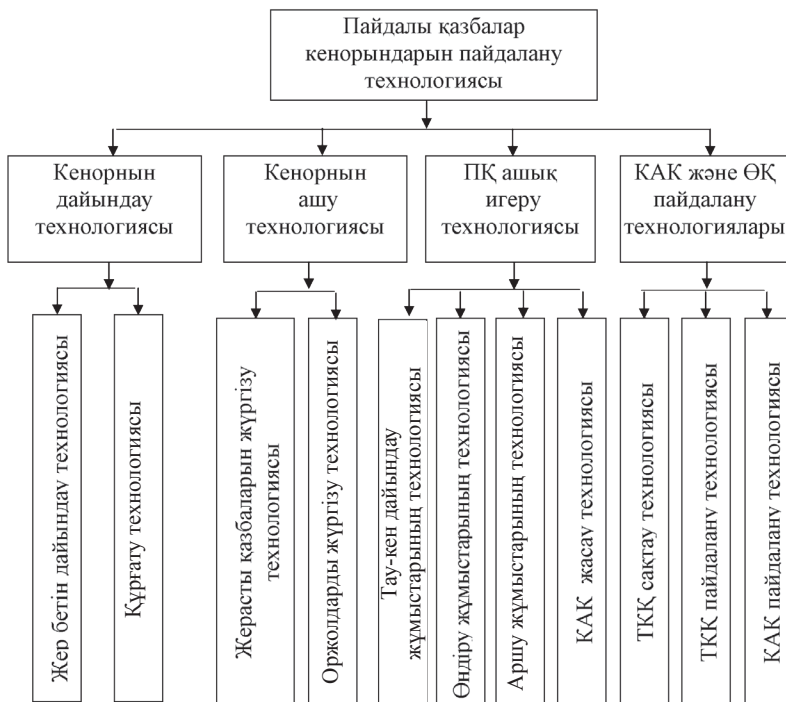 Пайдалы қазбалар
кенорындарын пайдалану
технологиясы
Кенорнын
дайындау
технологиясы
Кенорнын
ашу
технологиясы
ПҚ ашық
игеру
технологиясы
КАК және ӨҚ
пайдалану
технологиялары
Жер бетін дайындау технологиясы
Құрғату технологиясы
Жерасты қазбаларын жүргізу
технологиясы
Оржолдарды жүргізу технологиясы
Тау-кен дайындау
жұмыстарының технологиясы
Өндіру жұмыстарының технологиясы
Аршу жұмыстарының технологиясы
КАК жасау технологиясы
ТКҚ сақтау технологиясы
ТКҚ пайдалану технологиясы
КАК пайдалану технологиясы